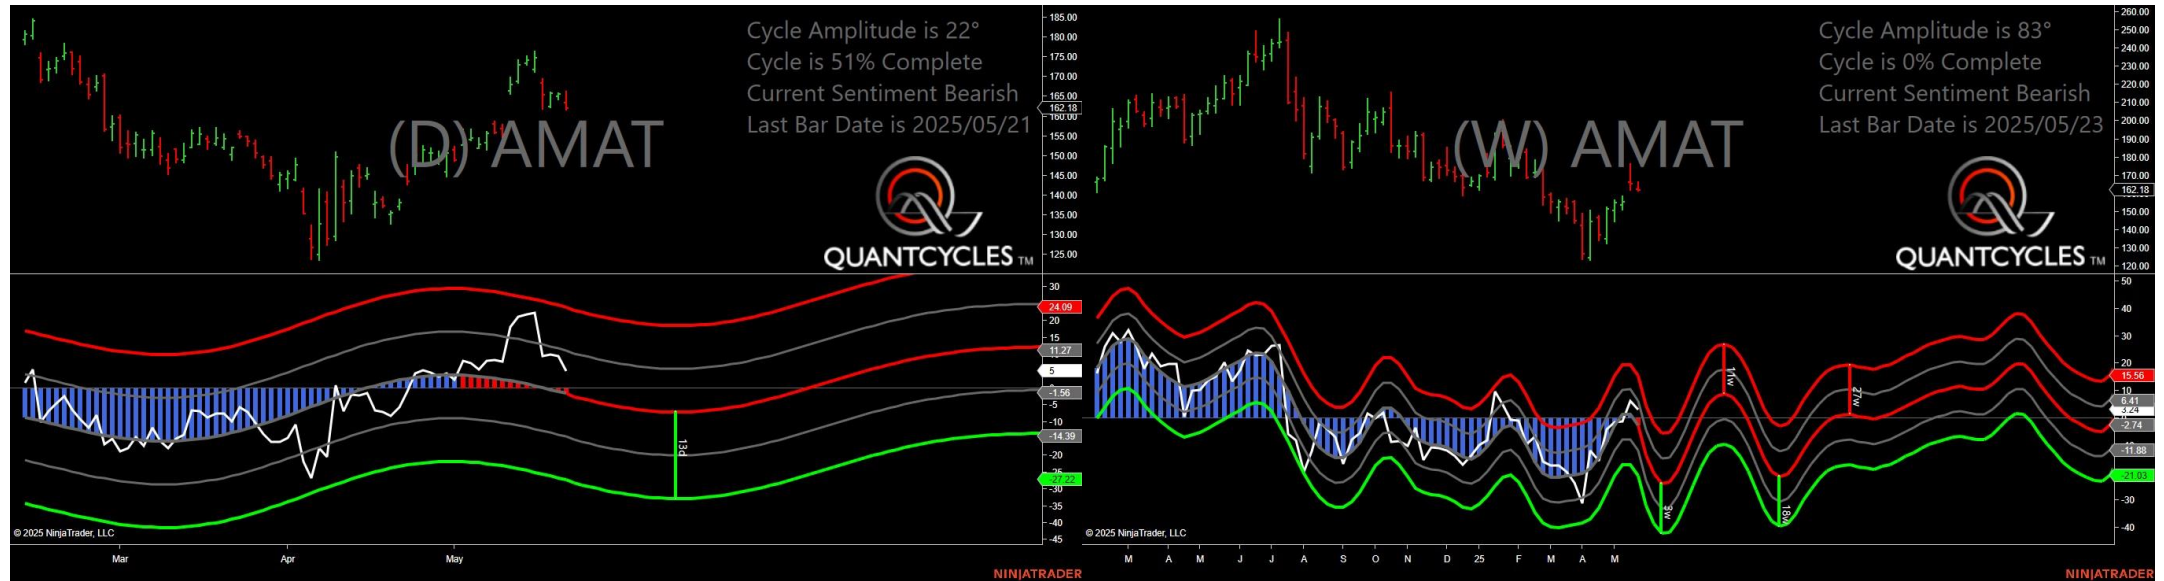 Cycle Amplitude is 22°
Cycle is 51% Complete
Current Sentiment Bearish
Last Bar Date is 2025/05/21
(D) AMAT
QUANTCYCLES TM
185.00
180.00
175.00
170.00
165.00
162.18
160.00
155.00
150.00
145.00
140.00
135.00
130.00
125.00
30
24.09
20
15
11.27
5
-1.56
-5
-10
-14.39
-20
-25
-27.22
-30
-35
-40
-45
13d
© 2025 NinjaTrader, LLC
Mar Apr May
NINJATRADER
Cycle Amplitude is 83°
Cycle is 0% Complete
Current Sentiment Bearish
Last Bar Date is 2025/05/23
(W) AMAT
QUANTCYCLES TM
260.00
250.00
240.00
230.00
220.00
210.00
200.00
190.00
180.00
170.00
162.18
150.00
140.00
130.00
120.00
50
40
30
20
15.56
10
6.41
3.24
-2.74
-11.88
-21.03
-30
-40
11w
27w
18w
© 2025 NinjaTrader, LLC
M A M J J A S O N D 25 F M A M
NINJATRADER